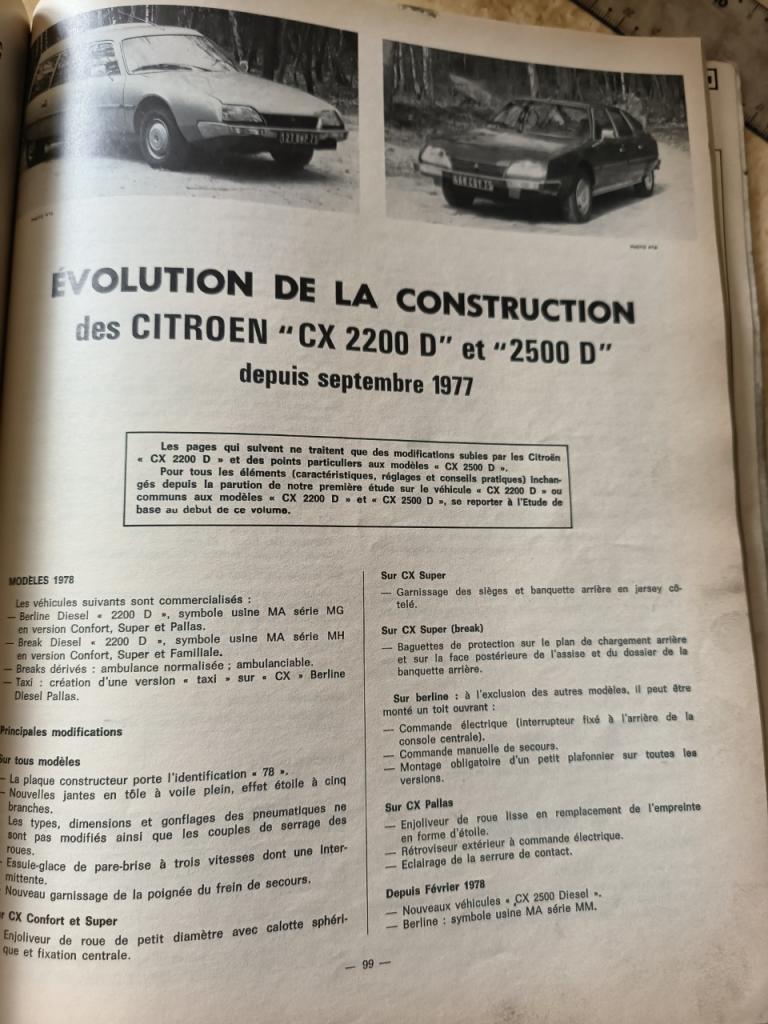 ÉVOLUTION DE LA CONSTRUCTION
des CITROEN "CX 2200 D" et "2500 D"
depuis septembre 1977
Les pages qui suivent ne traitent que des modifications subies par les Citroën
« CX 2200 D » et des points particuliers aux modèles « CX 2500 D ».
Pour tous les éléments (caractéristiques, réglages et conseils pratiques) inchan-
gés depuis la parution de notre première étude sur le véhicule « CX 2200 D » ou
communs aux modèles « CX 2200 D » et « CX 2500 D », se reporter à l'Etude de
base au debut de ce volume.
MODÈLES 1978
Les véhicules suivants sont commercialisés :
— Berline Diesel « 2200 D », symbole usine MA série MG
en version Confort, Super et Pallas.
— Break Diesel « 2200 D », symbole usine MA série MH
en version Confort, Super et Familiale.
— Breaks dérivés : ambulance normalisée ; ambulanciable.
— Taxi : création d'une version « taxi » sur « CX » Berline
Diesel Pallas.
Principales modifications
Sur tous modèles
— La plaque constructeur porte l'identification « 78 ».
— Nouvelles jantes en tôle à voile plein, effet étoile à cinq
branches.
Les types, dimensions et gonflages des pneumatiques ne
sont pas modifiés ainsi que les couples de serrage des
roues.
— Essuie-glace de pare-brise à trois vitesses dont une inter-
mittente.
Nouveau garnissage de la poignée du frein de secours.
r CX Confort et Super
Enjoliveur de roue de petit diamètre avec calotte sphéri-
que et fixation centrale.
Sur CX Super
— Garnissage des sièges et banquette arrière en jersey cô-
telé.
Sur CX Super (break)
— Baguettes de protection sur le plan de chargement arrière
et sur la face postérieure de l'assise et du dossier de la
banquette arrière.
Sur berline : à l'exclusion des autres modèles, il peut être
monté un toit ouvrant :
— Commande électrique (interrupteur fixé à l'arrière de la
console centrale).
— Commande manuelle de secours.
— Montage obligatoire d'un petit plafonnier sur toutes les
versions.
Sur CX Pallas
— Enjoliveur de roue lisse en remplacement de l'empreinte
en forme d'étoile.
— Rétroviseur extérieur à commande électrique.
— Eclairage de la serrure de contact.
Depuis Février 1978
— Nouveaux véhicules « CX 2500 Diesel ».
— Berline : symbole usine MA série MM.
— 99 —